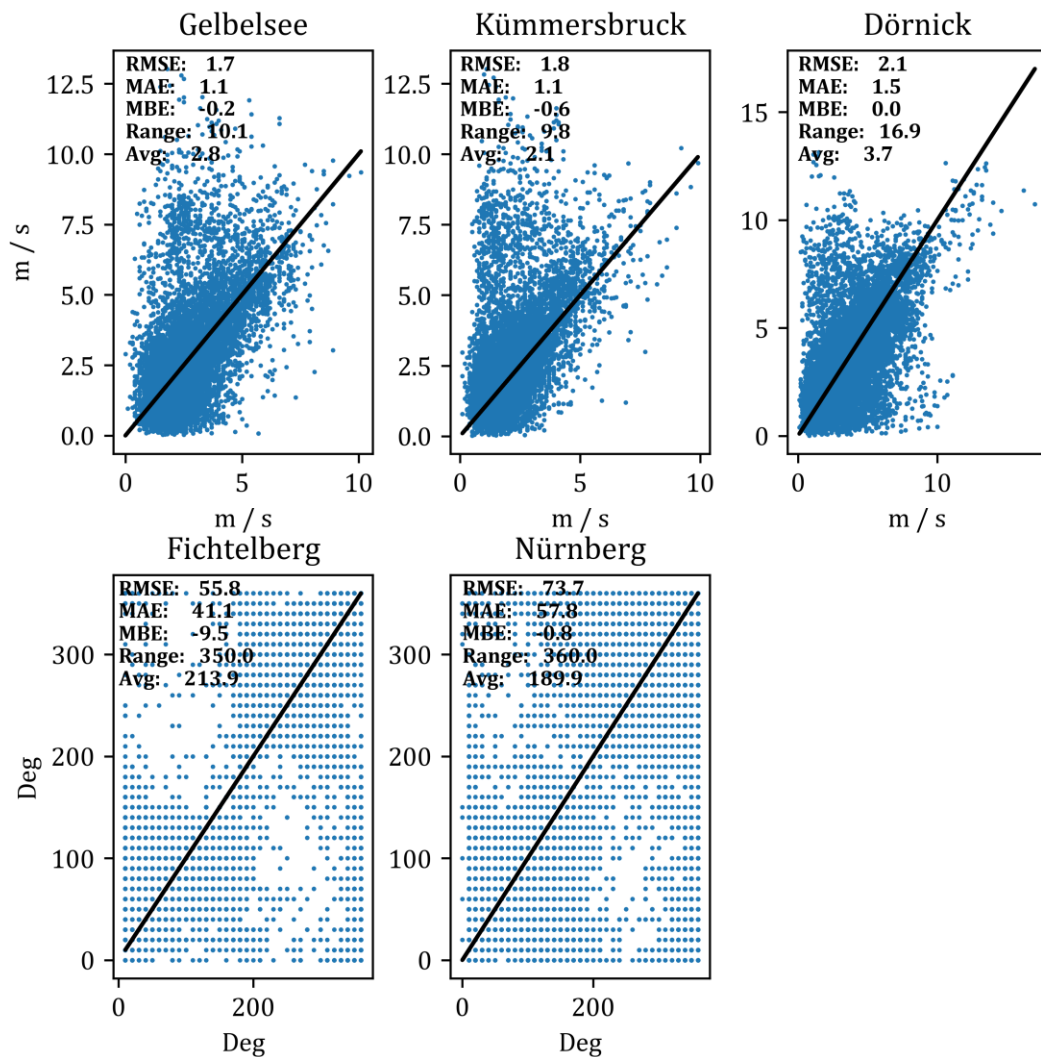 Gelbelsee
Kümmersbruck
Dörnick
RMSE: 1.7
MAE: 1.1
MBE: -0.2
Range: 10.1
Avg: 2.8
RMSE: 1.8
MAE: 1.1
MBE: -0.6
Range: 9.8
Avg: 2.1
RMSE: 2.1
MAE: 1.5
MBE: 0.0
Range: 16.9
Avg: 3.7
12.5
10.0
7.5
5.0
2.5
0.0
m / s
12.5
10.0
7.5
5.0
2.5
0.0
15
10
5
0
0 5 10
0 5 10
0 10
m / s
m / s
m / s
Fichtelberg
Nürnberg
RMSE: 55.8
MAE: 41.1
MBE: -9.5
Range: 350.0
Avg: 213.9
RMSE: 73.7
MAE: 57.8
MBE: -0.8
Range: 360.0
Avg: 189.9
300
200
100
0
Deg
300
200
100
0
0 200
0 200
Deg
Deg